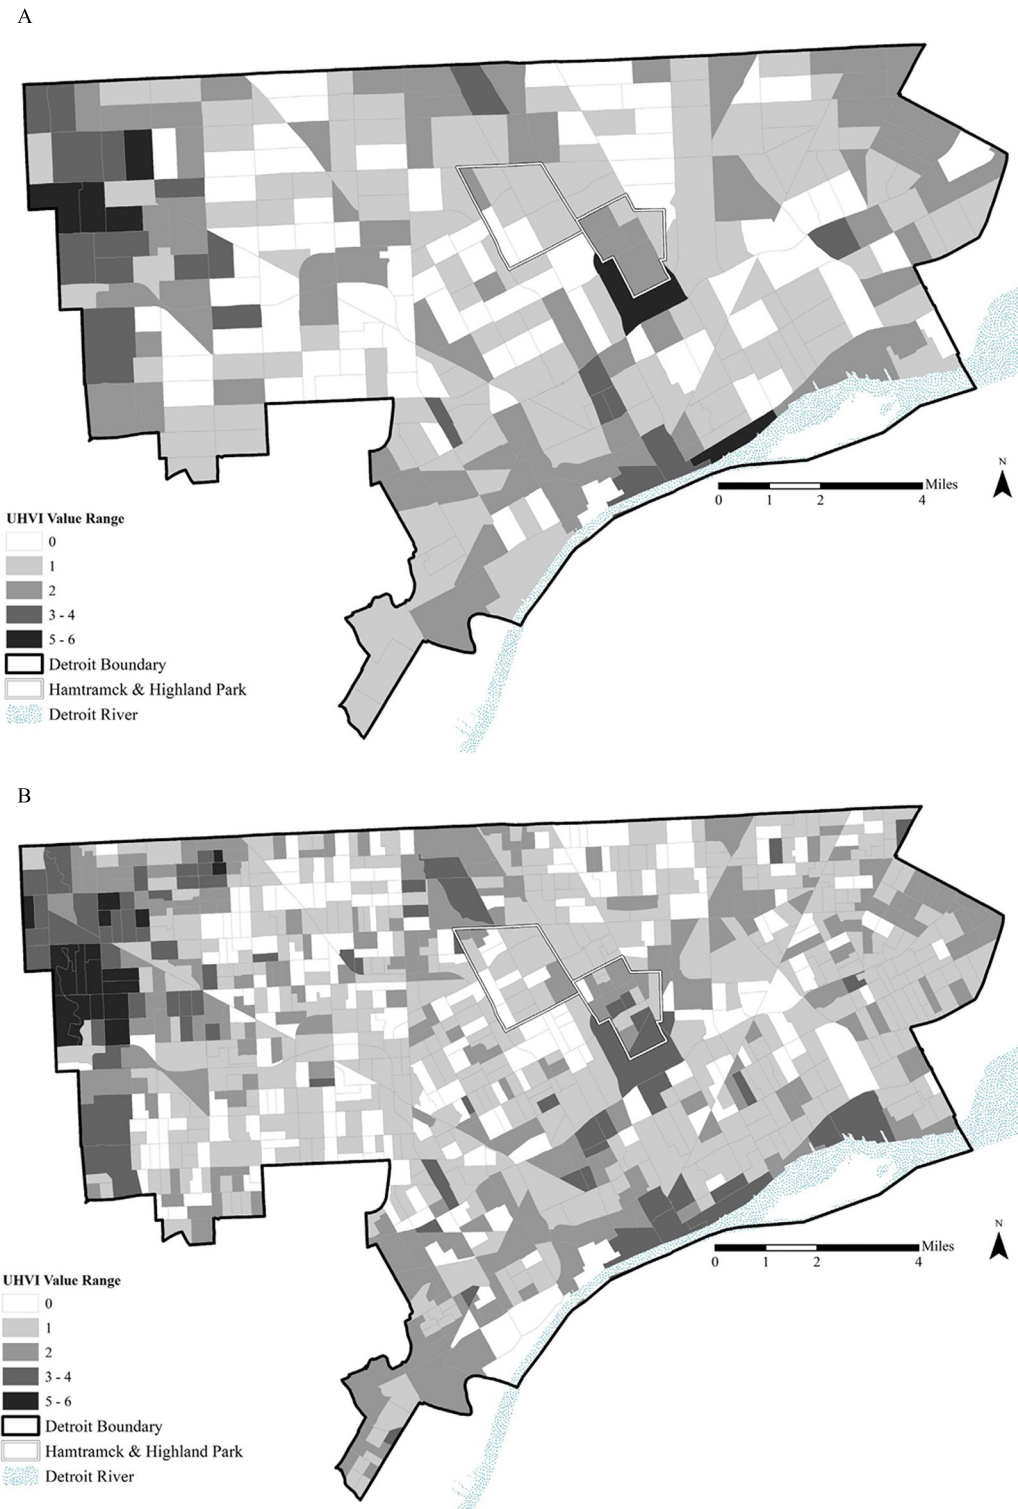 A
N
Miles
0 1 2 4
UHVI Value Range
0
1
2
3 - 4
5 - 6
Detroit Boundary
Hamtramck & Highland Park
Detroit River
B
N
Miles
0 1 2 4
UHVI Value Range
0
1
2
3 - 4
5 - 6
Detroit Boundary
Hamtramck & Highland Park
Detroit River